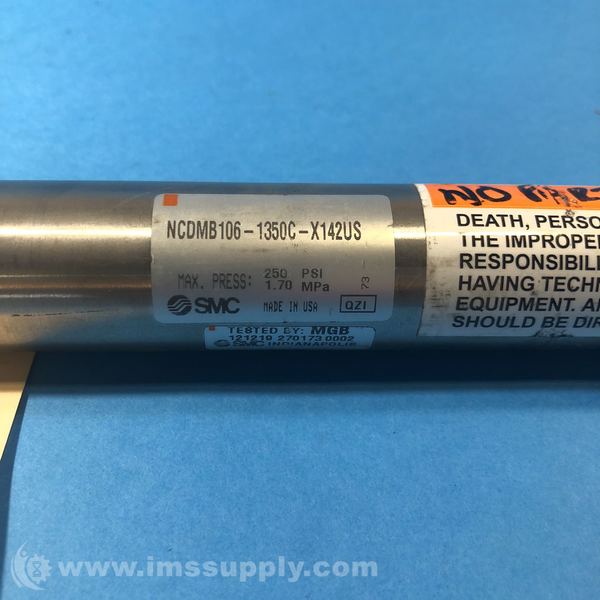 NCDMB106-1350C-X142US
MAX. PRESS: 250 PSI
1.70 MPa
73
SMC MADE IN USA QZI
TESTED BY: MGB
121219 270173 0002
SMC INDIANAPOLIS
NO PAR
DEATH, PERSO
THE IMPROPER
RESPONSIBIL
HAVING TECHN
EQUIPMENT. A
SHOULD BE DIR
www.imssupply.com